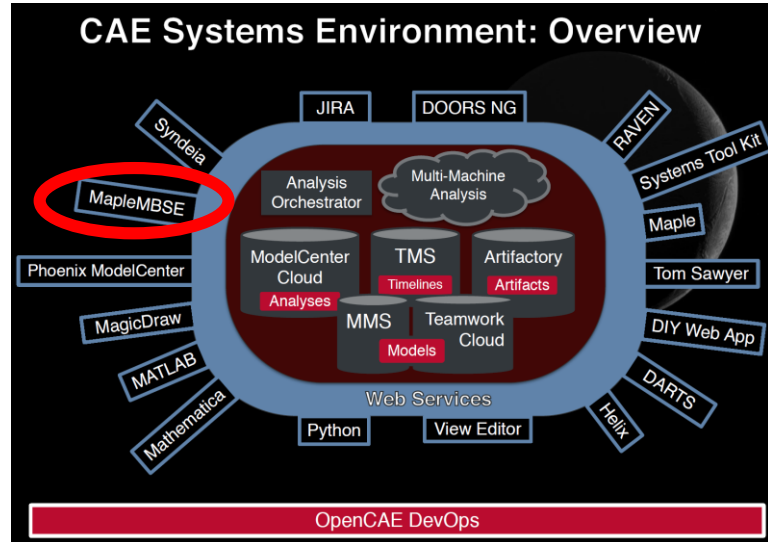 CAE Systems Environment: Overview
JIRA
DOORS NG
Syndeia
RAVEN
MapleMBSE
Systems Tool Kit
Analysis
Orchestrator
Multi-Machine
Analysis
Maple
Phoenix ModelCenter
ModelCenter
Cloud
Analyses
TMS
Timelines
Artifactory
Artifacts
Tom Sawyer
MagicDraw
MMS
Teamwork
Cloud
Models
DIY Web App
MATLAB
DARTS
Mathematica
Web Services
Helix
Python
View Editor
OpenCAE DevOps